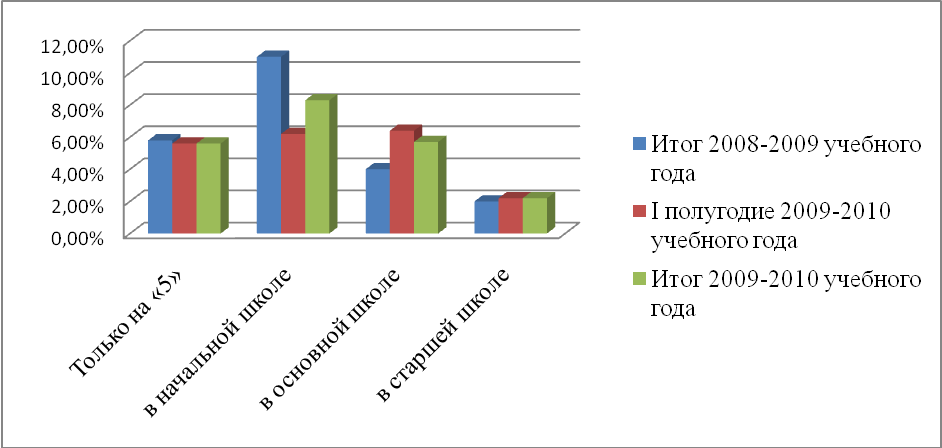 12,00%
10,00%
8,00%
6,00%
4,00%
2,00%
0,00%
Только на «5»
в начальной школе
в основной школе
в старшей школе
Итог 2008-2009 учебного
года
I полугодие 2009-2010
учебного года
Итог 2009-2010 учебного
года